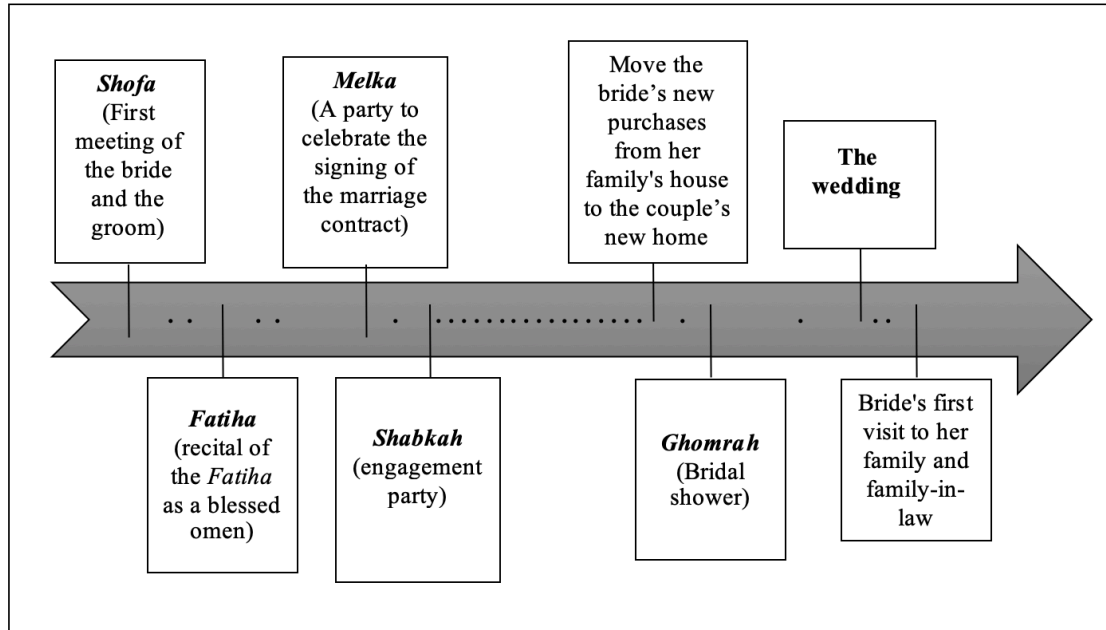 Shofa
(First
meeting of
the bride
and the
groom)
Fatiha
(recital of
the Fatiha
as a blessed
omen)
Melka
(A party to
celebrate the
signing of
the marriage
contract)
Shabkah
(engagement
party)
Move the
bride’s new
purchases
from her
family's house
to the couple’s
new home
Ghomrah
(Bridal
shower)
The
wedding
Bride's first
visit to her
family and
family-in-
law